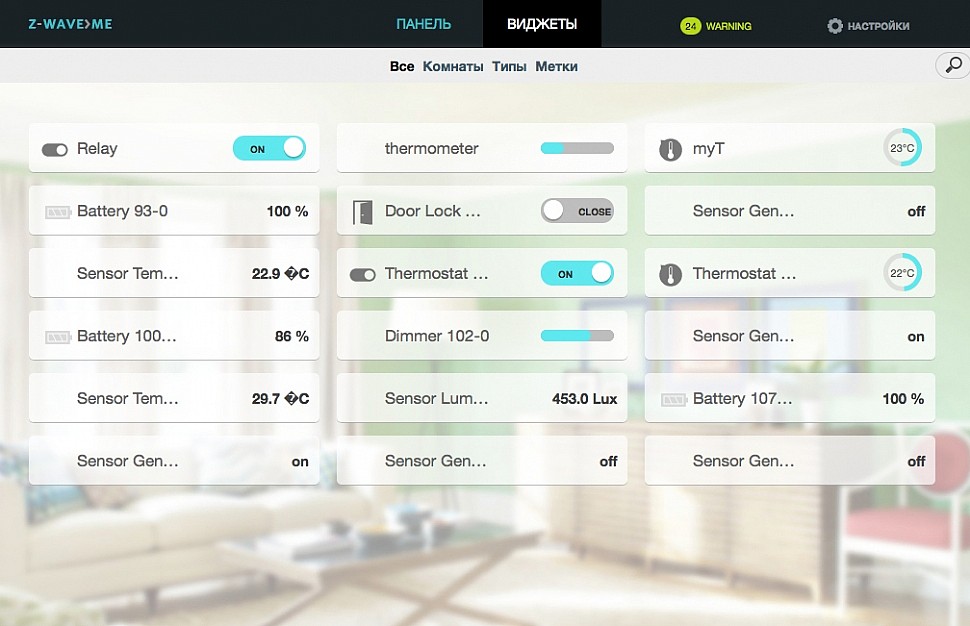 Z-WAVE>ME ПАНЕЛЬ ВИДЖЕТЫ 24 WARNING НАСТРОЙКИ
Все Комнаты Типы Метки
Relay ON thermometer myT 23°C
Battery 93-0 100 % Door Lock ... CLOSE Sensor Gen... off
Sensor Tem... 22.9 �C Thermostat ... ON Thermostat ... 22°C
Battery 100... 86 % Dimmer 102-0 Sensor Gen... on
Sensor Tem... 29.7 �C Sensor Lum... 453.0 Lux Battery 107... 100 %
Sensor Gen... on Sensor Gen... off Sensor Gen... off